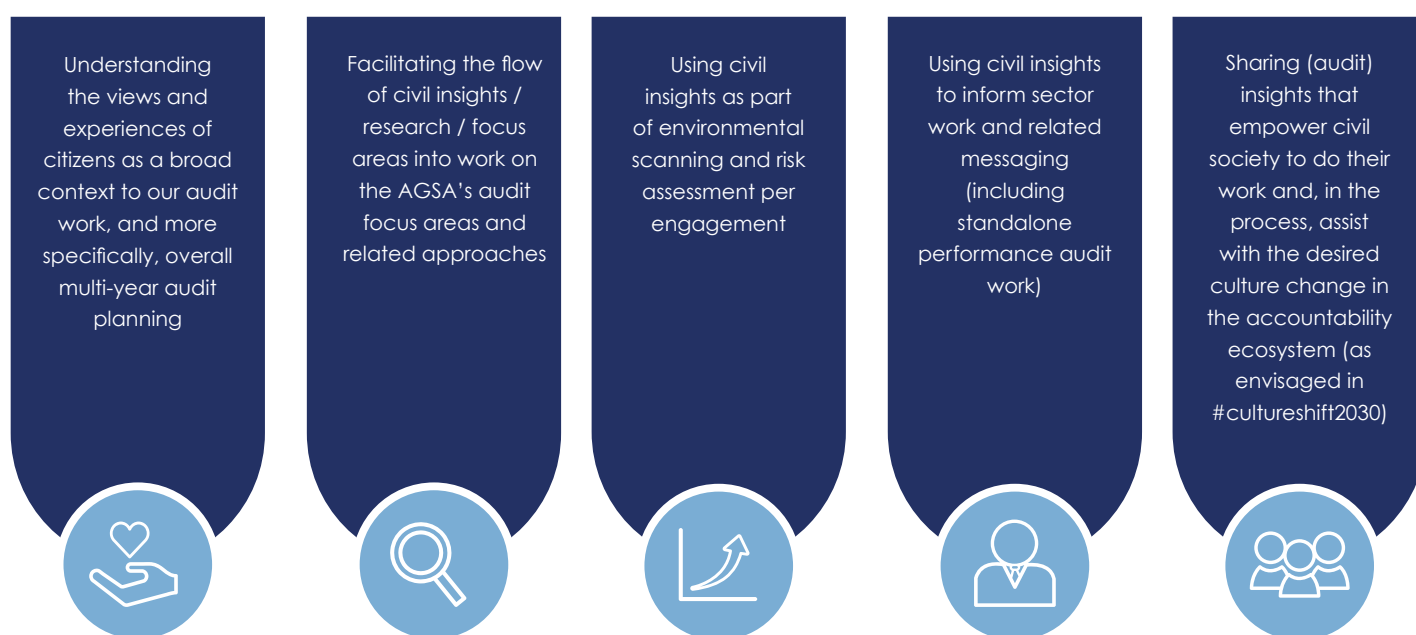 Understanding
the views and
experiences of
citizens as a broad
context to our audit
work, and more
specifically, overall
multi-year audit
planning
Facilitating the flow
of civil insights /
research / focus
areas into work on
the AGSA's audit
focus areas and
related approaches
Using civil
insights as part
of environmental
scanning and risk
assessment per
engagement
Using civil insights
to inform sector
work and related
messaging
(including
standalone
performance audit
work)
Sharing (audit)
insights that
empower civil
society to do their
work and, in the
process, assist
with the desired
culture change in
the accountability
ecosystem (as
envisaged in
#cultureshift2030)